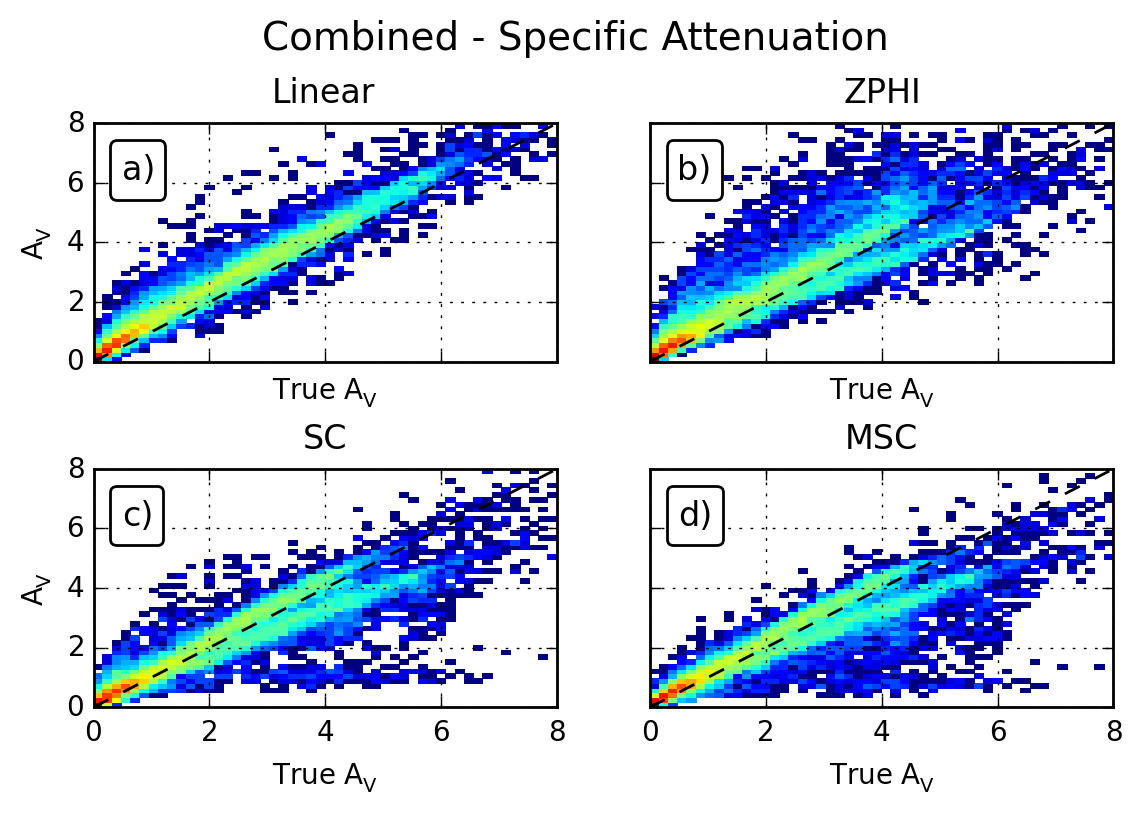 Combined - Specific Attenuation
Linear
ZPHI
8
6
4
2
0
A_V
a)
b)
True A_V
True A_V
SC
MSC
8
6
4
2
0
A_V
c)
d)
0 2 4 6 8
0 2 4 6 8
True A_V
True A_V